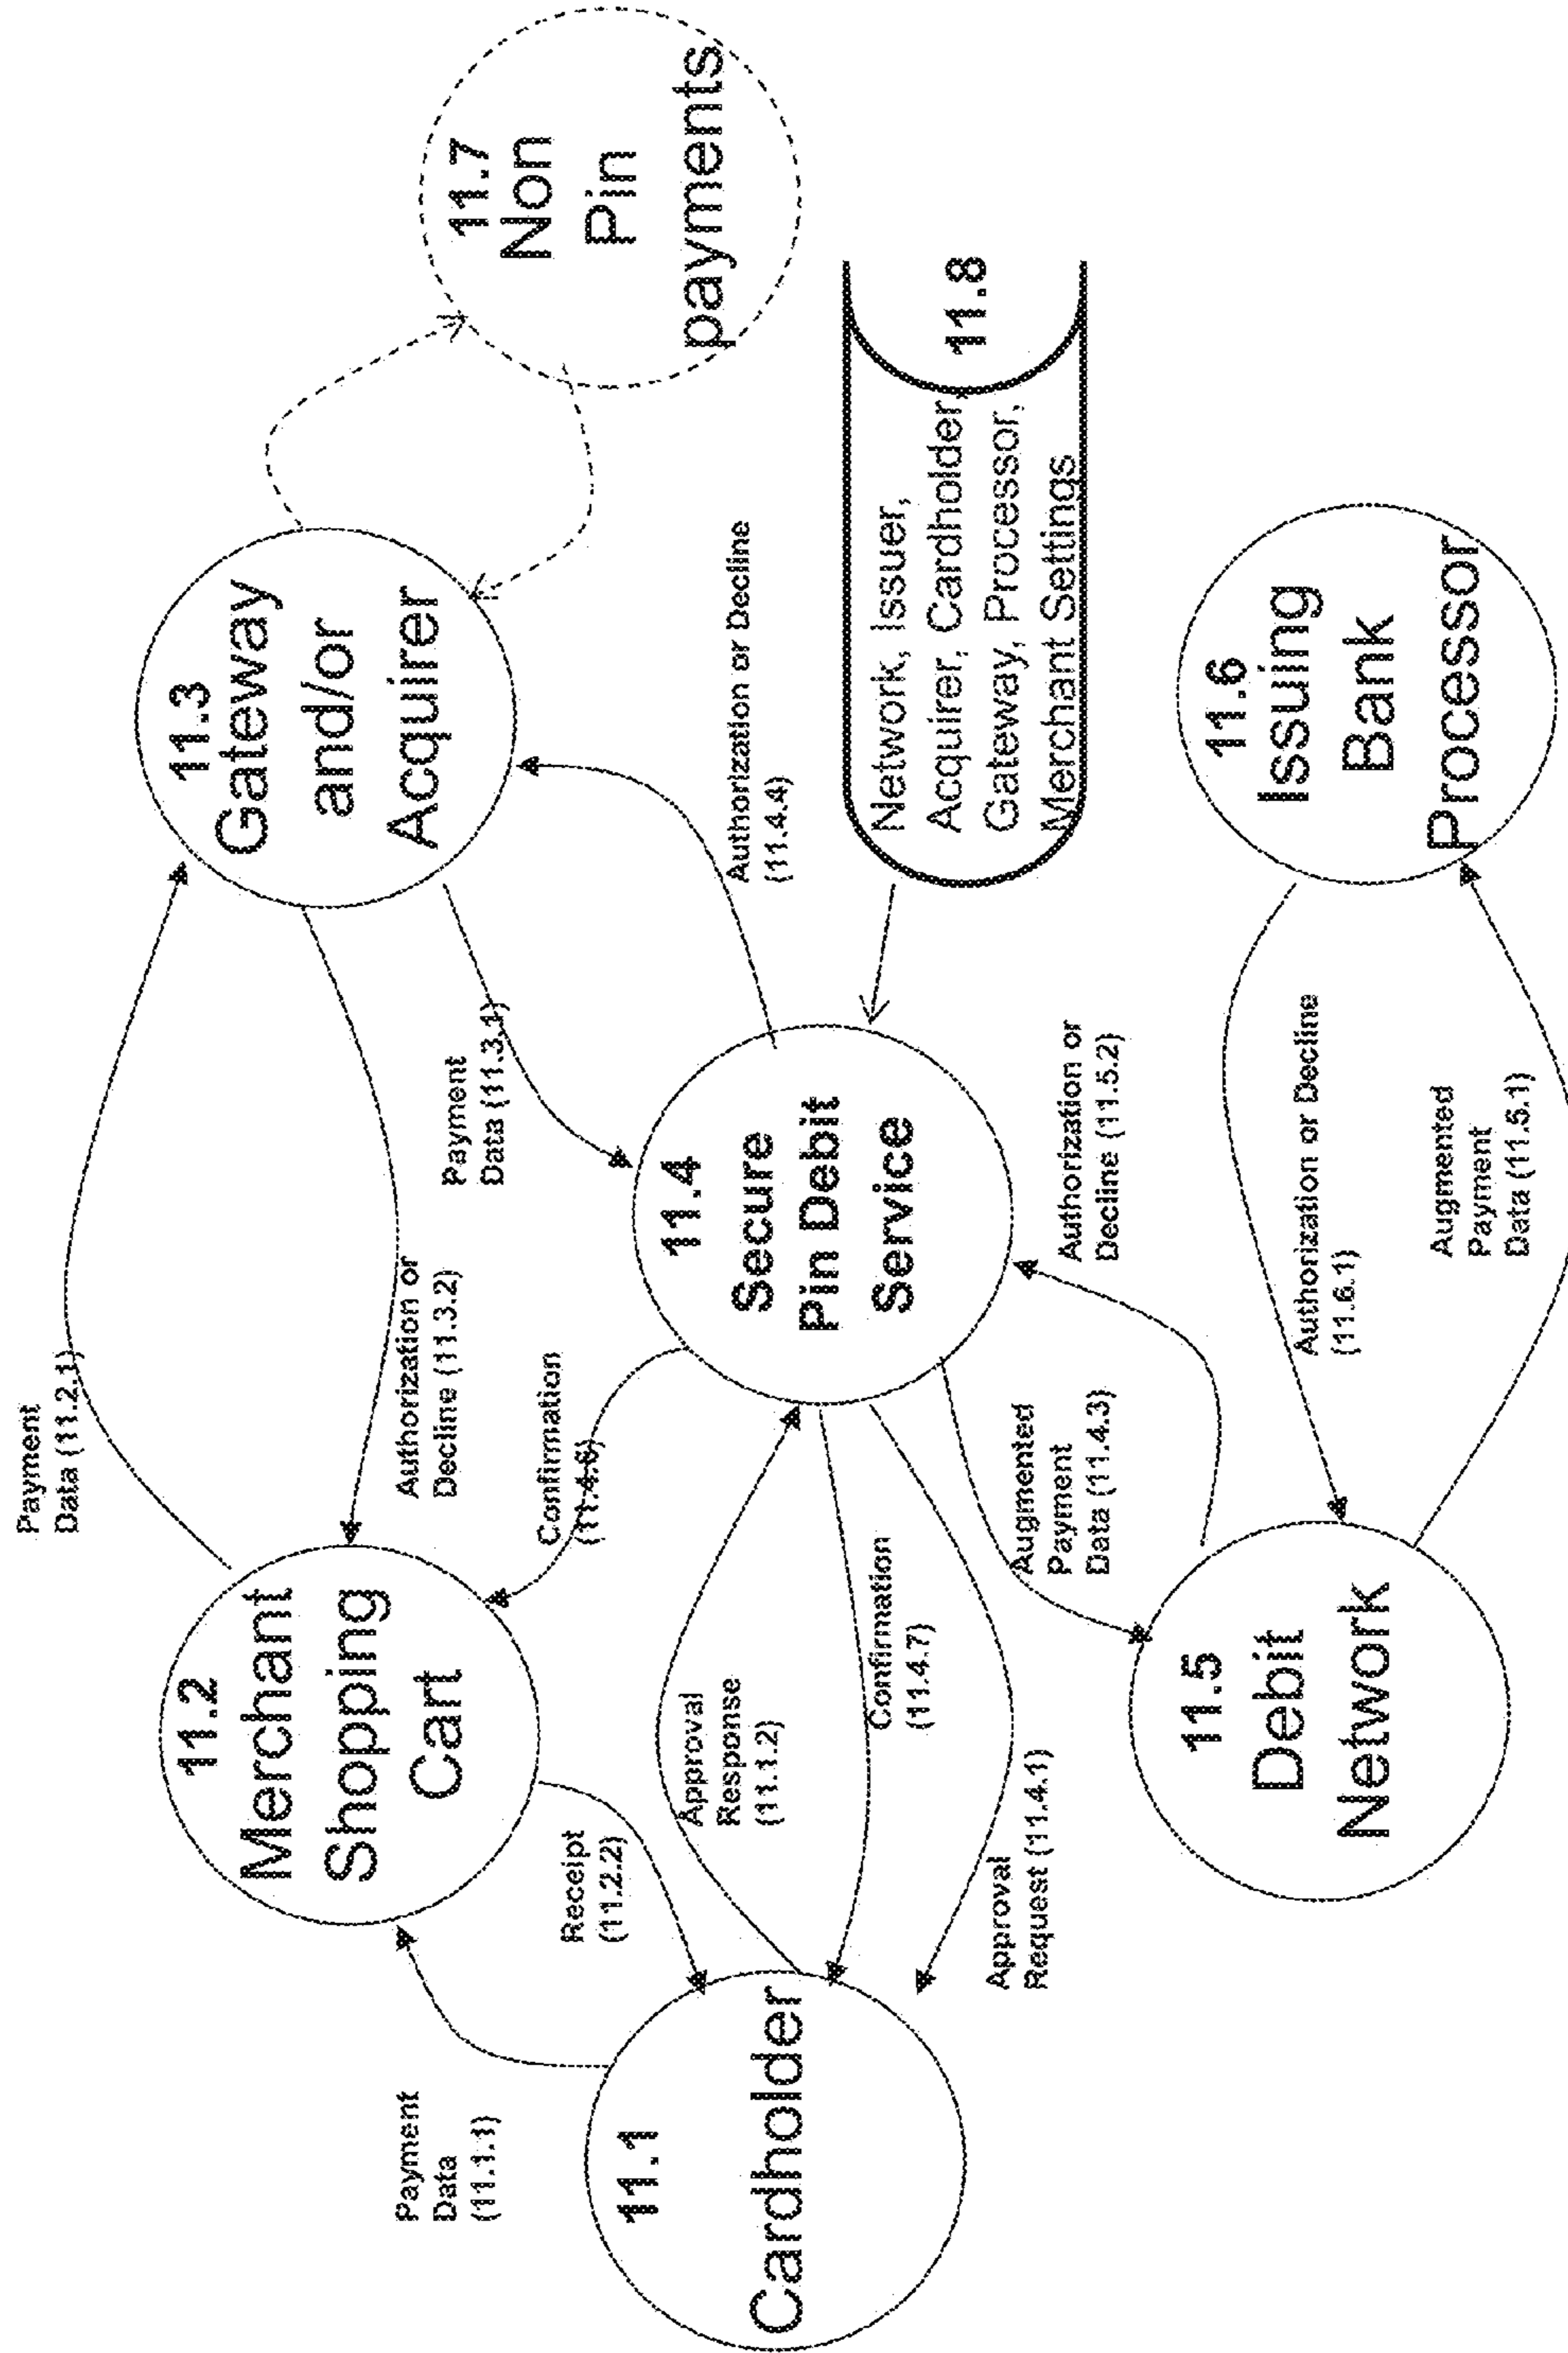 Payment
Data (11.2.1)
11.2
Merchant
Shopping
Cart
11.3
Gateway
and/or
Acquirer
11.7
Non
Pin
payments
Authorization or
Decline (11.3.2)
Payment
Data (11.3.1)
Payment
Data
(11.1.1)
Receipt
(11.2.2)
Confirmation
(11.4.6)
11.1
Cardholder
Approval
Response
(11.1.2)
11.4
Secure
Pin Debit
Service
Authorization or Decline
(11.4.4)
Confirmation
(11.4.7)
Network, Issuer,
Acquirer, Cardholder,
Gateway, Processor,
Merchant Settings
11.8
Approval
Request (11.4.1)
Augmented
Payment
Data (11.4.3)
Authorization or
Decline (11.5.2)
11.5
Debit
Network
Authorization or Decline
(11.6.1)
11.6
Issuing
Bank
Processor
Augmented
Payment
Data (11.5.1)